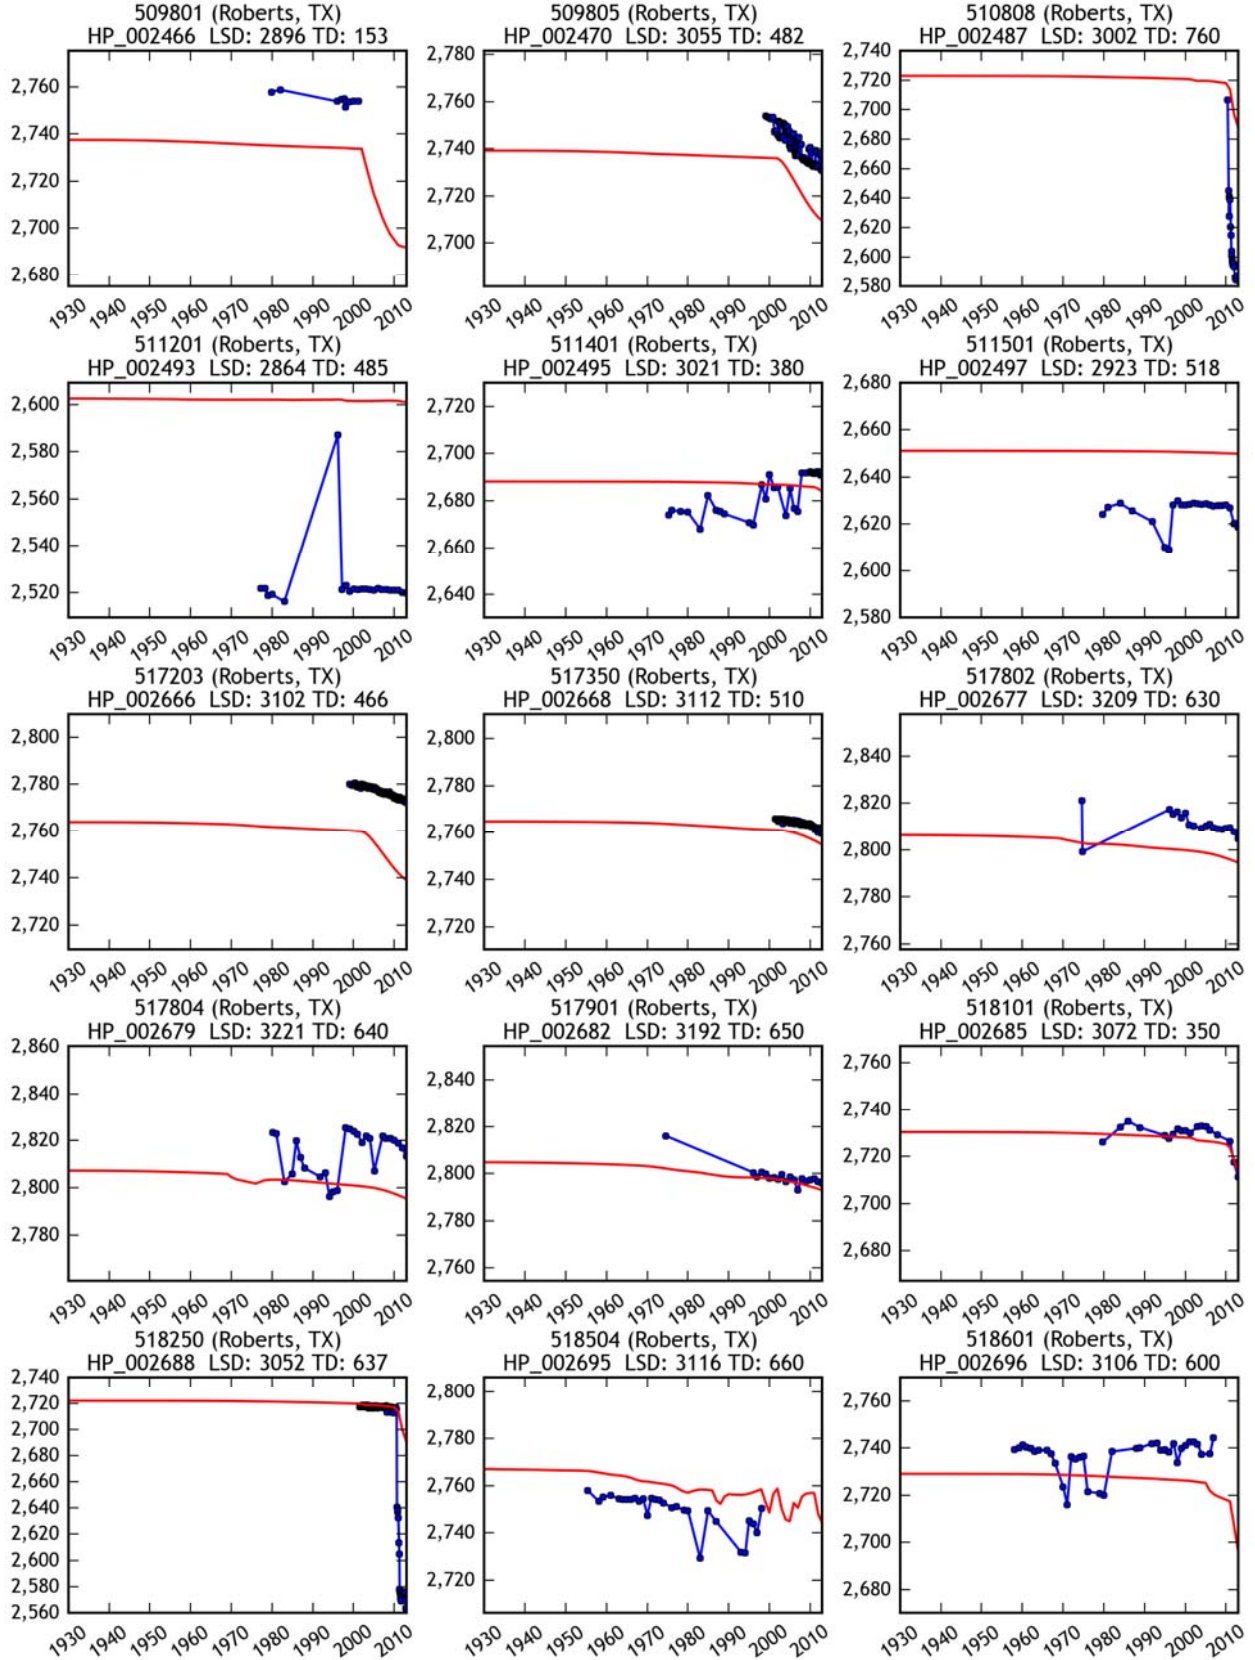 509801 (Roberts, TX) 509805 (Roberts, TX) 510808 (Roberts, TX)
HP_002466 LSD: 2896 TD: 153 HP_002470 LSD: 3055 TD: 482 HP_002487 LSD: 3002 TD: 760
2,760 2,740 2,720 2,700 2,680
1930 1940 1950 1960 1970 1980 1990 2000 2010
2,780 2,760 2,740 2,720 2,700
1930 1940 1950 1960 1970 1980 1990 2000 2010
2,740 2,720 2,700 2,680 2,660 2,640 2,620 2,600 2,580
1930 1940 1950 1960 1970 1980 1990 2000 2010
511201 (Roberts, TX) 511401 (Roberts, TX) 511501 (Roberts, TX)
HP_002493 LSD: 2864 TD: 485 HP_002495 LSD: 3021 TD: 380 HP_002497 LSD: 2923 TD: 518
2,600 2,580 2,560 2,540 2,520
1930 1940 1950 1960 1970 1980 1990 2000 2010
2,720 2,700 2,680 2,660 2,640
1930 1940 1950 1960 1970 1980 1990 2000 2010
2,680 2,660 2,640 2,620 2,600 2,580
1930 1940 1950 1960 1970 1980 1990 2000 2010
517203 (Roberts, TX) 517350 (Roberts, TX) 517802 (Roberts, TX)
HP_002666 LSD: 3102 TD: 466 HP_002668 LSD: 3112 TD: 510 HP_002677 LSD: 3209 TD: 630
2,800 2,780 2,760 2,740 2,720
1930 1940 1950 1960 1970 1980 1990 2000 2010
2,800 2,780 2,760 2,740 2,720
1930 1940 1950 1960 1970 1980 1990 2000 2010
2,840 2,820 2,800 2,780 2,760
1930 1940 1950 1960 1970 1980 1990 2000 2010
517804 (Roberts, TX) 517901 (Roberts, TX) 518101 (Roberts, TX)
HP_002679 LSD: 3221 TD: 640 HP_002682 LSD: 3192 TD: 650 HP_002685 LSD: 3072 TD: 350
2,860 2,840 2,820 2,800 2,780
1930 1940 1950 1960 1970 1980 1990 2000 2010
2,840 2,820 2,800 2,780 2,760
1930 1940 1950 1960 1970 1980 1990 2000 2010
2,760 2,740 2,720 2,700 2,680
1930 1940 1950 1960 1970 1980 1990 2000 2010
518250 (Roberts, TX) 518504 (Roberts, TX) 518601 (Roberts, TX)
HP_002688 LSD: 3052 TD: 637 HP_002695 LSD: 3116 TD: 660 HP_002696 LSD: 3106 TD: 600
2,740 2,720 2,700 2,680 2,660 2,640 2,620 2,600 2,580 2,560
1930 1940 1950 1960 1970 1980 1990 2000 2010
2,800 2,780 2,760 2,740 2,720
1930 1940 1950 1960 1970 1980 1990 2000 2010
2,760 2,740 2,720 2,700 2,680
1930 1940 1950 1960 1970 1980 1990 2000 2010